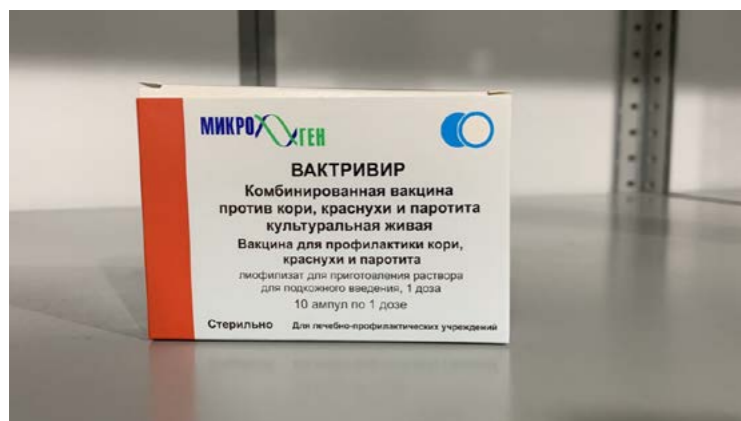 МИКРОГЕН
ВАКТРИВИР
Комбинированная вакцина
против кори, краснухи и паротита
культуральная живая
Вакцина для профилактики кори,
краснухи и паротита
лиофилизат для приготовления раствора
для подкожного введения, 1 доза
10 ампул по 1 дозе
Стерильно Для лечебно-профилактических учреждений